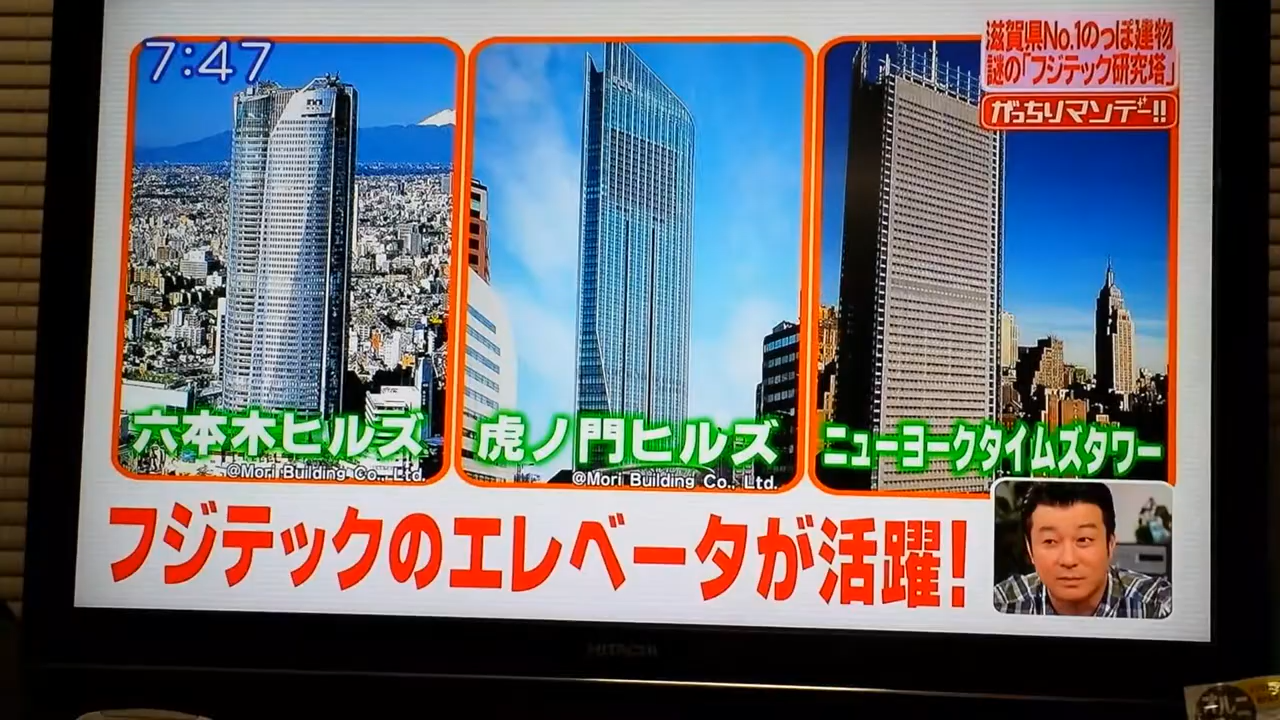 7:47
滋賀県No.1のっぽ建物
謎の「フジテック研究塔」
がっちりマンデー!!
六本木ヒルズ
@Mori Building Co., Ltd.
虎ノ門ヒルズ
@Mori Building Co., Ltd.
ニューヨークタイムズタワー
フジテックのエレベータが活躍!
HITACHI